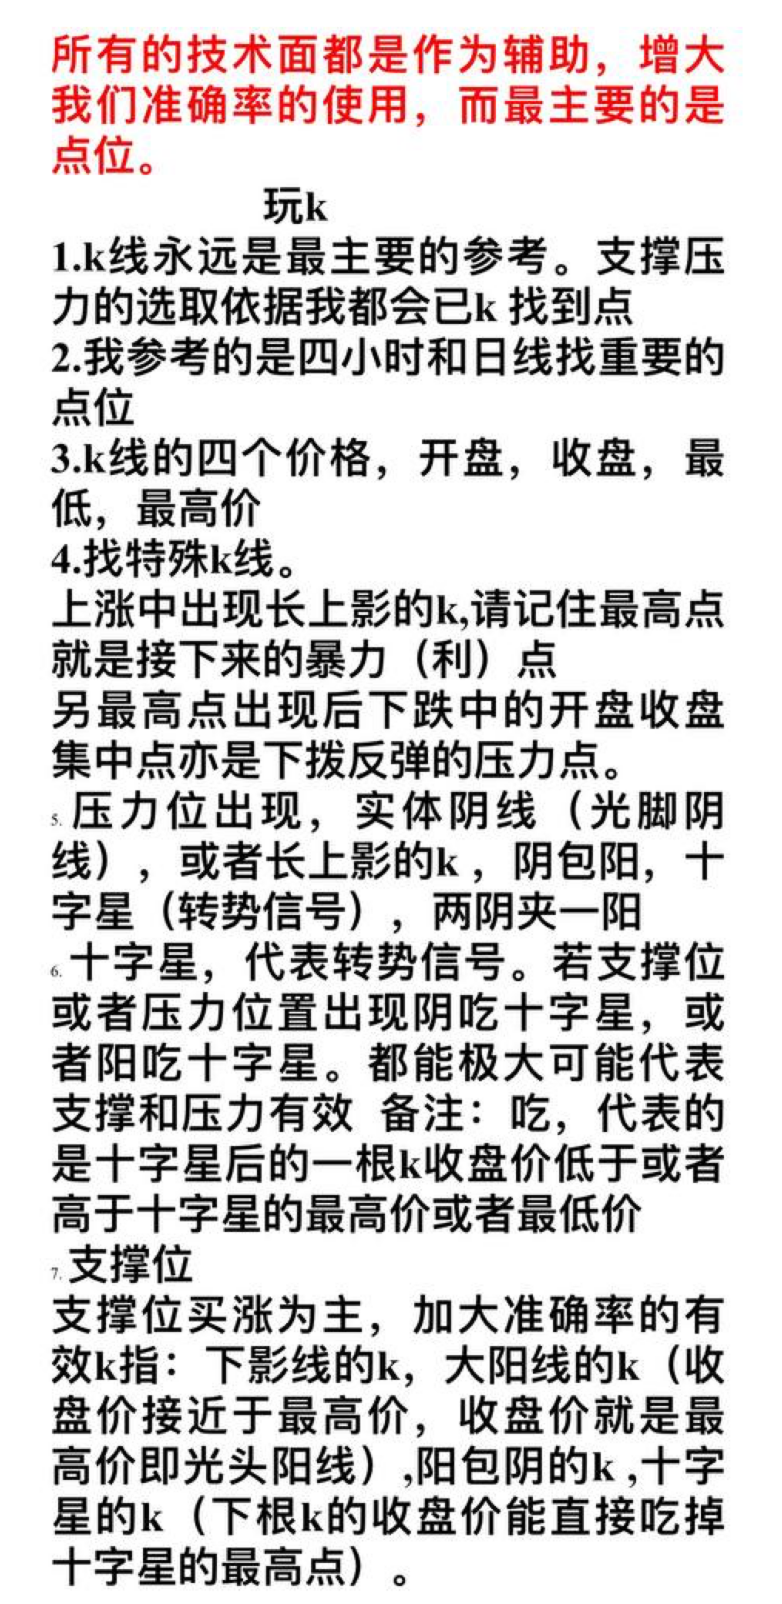 所有的技术面都是作为辅助，增大
我们准确率的使用，而最主要的是
点位。
玩k
1.k线永远是最主要的参考。支撑压
力的选取依据我都会已k 找到点
2.我参考的是四小时和日线找重要的
点位
3.k线的四个价格，开盘，收盘，最
低，最高价
4.找特殊k线。
上涨中出现长上影的k,请记住最高点
就是接下来的暴力（利）点
另最高点出现后下跌中的开盘收盘
集中点亦是下拨反弹的压力点。
5. 压力位出现，实体阴线（光脚阴
线），或者长上影的k ，阴包阳，十
字星（转势信号），两阴夹一阳
6. 十字星，代表转势信号。若支撑位
或者压力位置出现阴吃十字星，或
者阳吃十字星。都能极大可能代表
支撑和压力有效 备注：吃，代表的
是十字星后的一根k收盘价低于或者
高于十字星的最高价或者最低价
7. 支撑位
支撑位买涨为主，加大准确率的有
效k指：下影线的k，大阳线的k（收
盘价接近于最高价，收盘价就是最
高价即光头阳线）,阳包阴的k ,十字
星的k（下根k的收盘价能直接吃掉
十字星的最高点）。